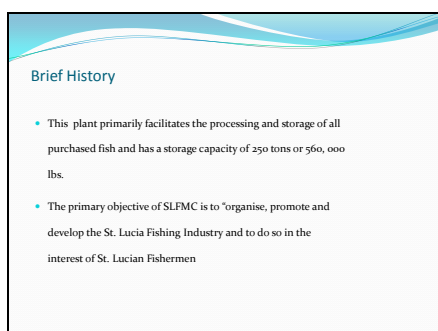 Brief History
• This  plant primarily facilitates the processing and storage of all
purchased fish and has a storage capacity of 250 tons or 560, 000
lbs.
• The primary objective of SLFMC is to “organise, promote and
develop the St. Lucia Fishing Industry and to do so in the
interest of St. Lucian Fishermen